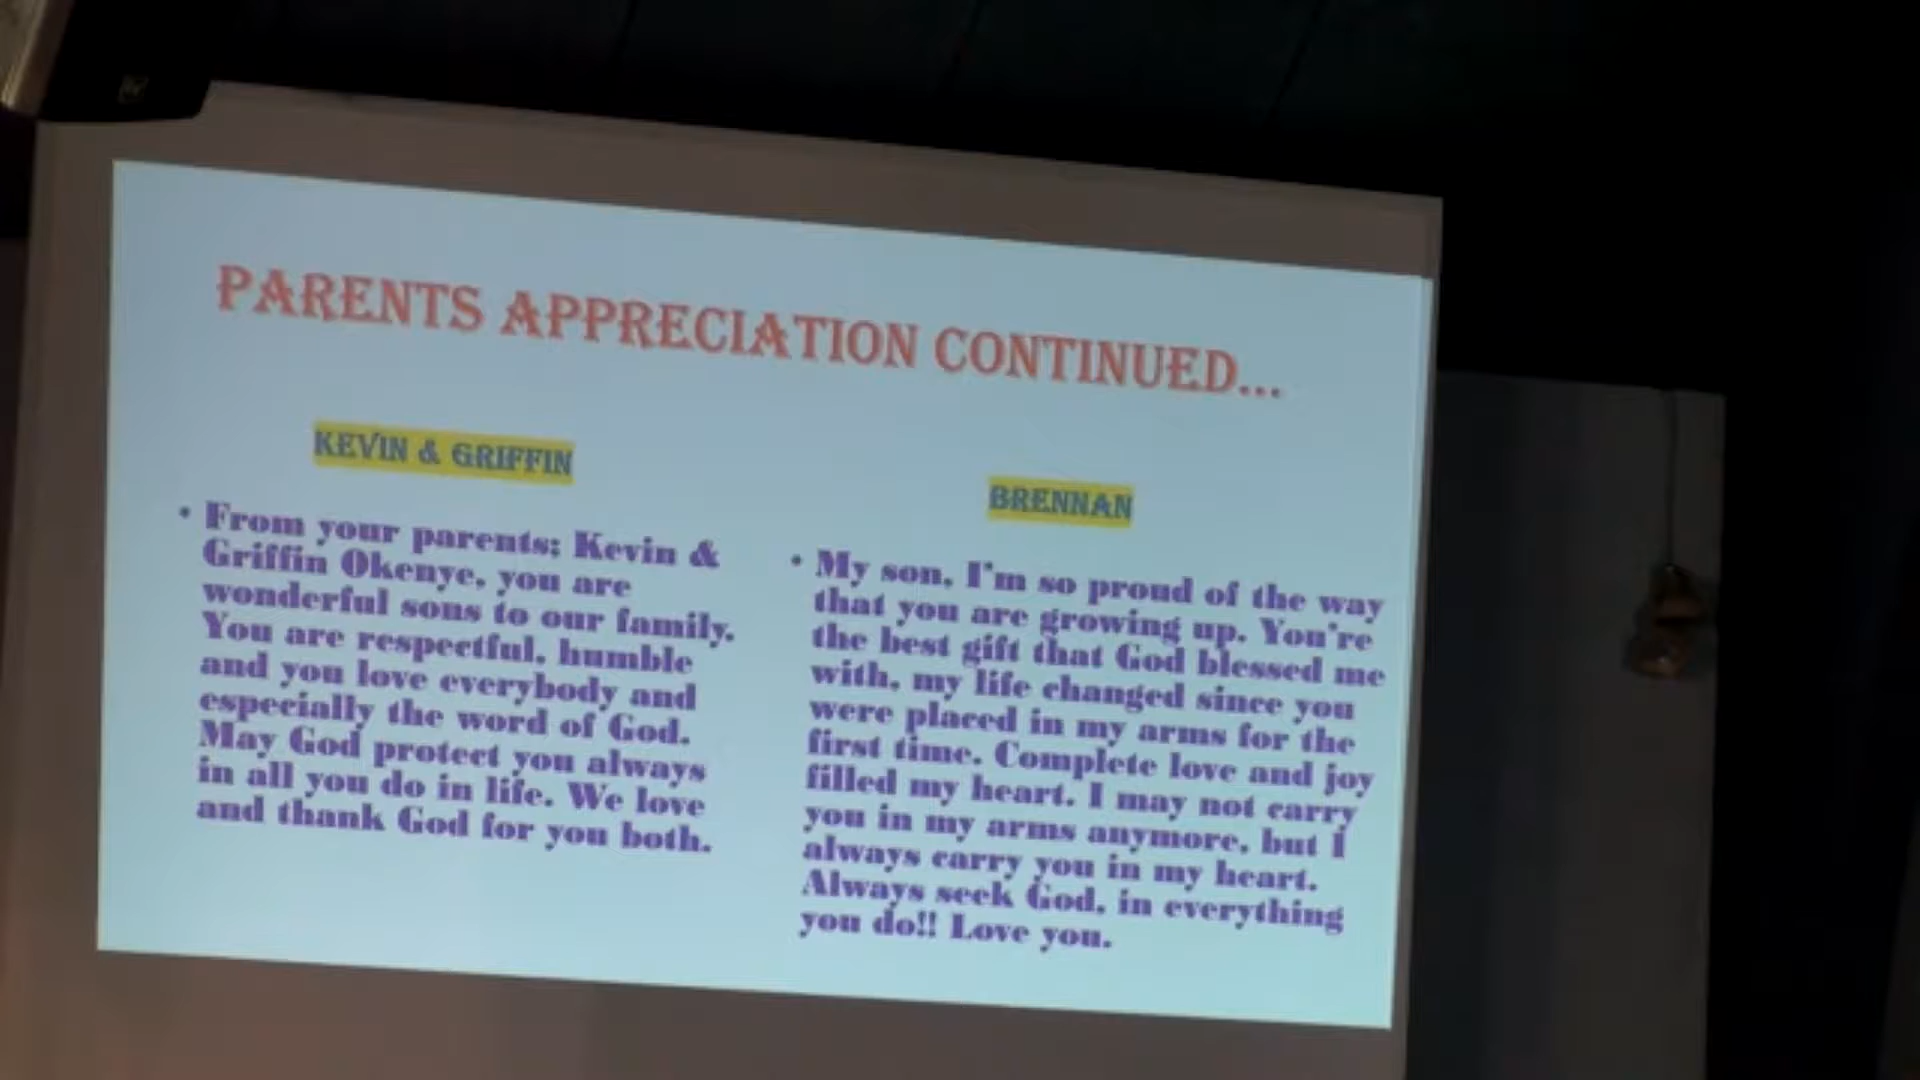 PARENTS APPRECIATION CONTINUED...
KEVIN & GRIFFIN
• From your parents; Kevin &
Griffin Okenye, you are
wonderful sons to our family.
You are respectful, humble
and you love everybody and
especially the word of God.
May God protect you always
in all you do in life. We love
and thank God for you both.
BRENNAN
• My son, I'm so proud of the way
that you are growing up. You're
the best gift that God blessed me
with, my life changed since you
were placed in my arms for the
first time. Complete love and joy
filled my heart. I may not carry
you in my arms anymore, but I
always carry you in my heart.
Always seek God, in everything
you do!! Love you.